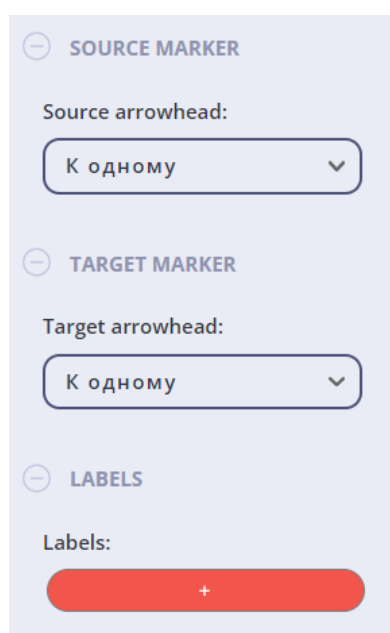 SOURCE MARKER
Source arrowhead:
К одному
TARGET MARKER
Target arrowhead:
К одному
LABELS
Labels:
+